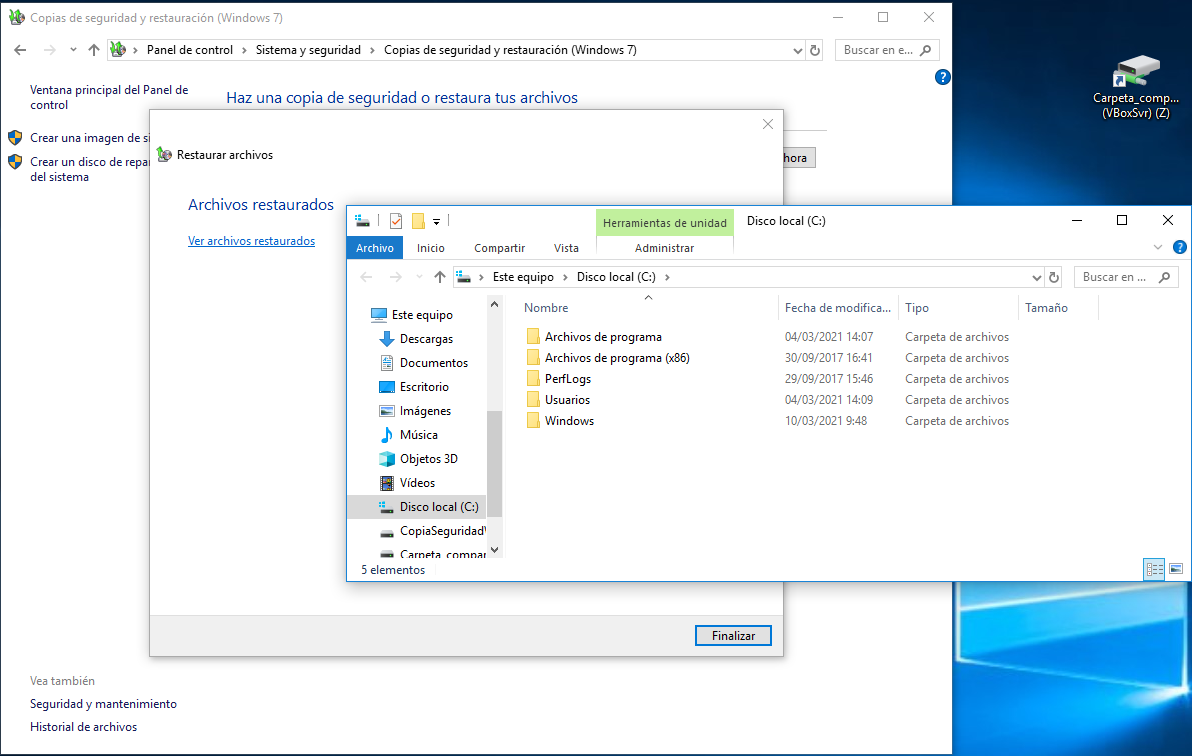 Copias de seguridad y restauración (Windows 7)
Panel de control > Sistema y seguridad > Copias de seguridad y restauración (Windows 7)
Buscar en e...
Ventana principal del Panel de
control
Haz una copia de seguridad o restaura tus archivos
Crear una imagen de si
Crear un disco de repa
del sistema
hora
Carpeta_comp...
(VBoxSvr) (Z)
Restaurar archivos
Archivos restaurados
Ver archivos restaurados
Herramientas de unidad
Disco local (C:)
Archivo
Inicio
Compartir
Vista
Administrar
Este equipo > Disco local (C:) >
Buscar en ...
Este equipo
Descargas
Documentos
Escritorio
Imágenes
Música
Objetos 3D
Vídeos
Disco local (C:)
CopiaSeguridad
Carpeta_compar
Nombre Fecha de modifica... Tipo Tamaño
Archivos de programa 04/03/2021 14:07 Carpeta de archivos
Archivos de programa (x86) 30/09/2017 16:41 Carpeta de archivos
PerfLogs 29/09/2017 15:46 Carpeta de archivos
Usuarios 04/03/2021 14:09 Carpeta de archivos
Windows 10/03/2021 9:48 Carpeta de archivos
5 elementos
Finalizar
Vea también
Seguridad y mantenimiento
Historial de archivos